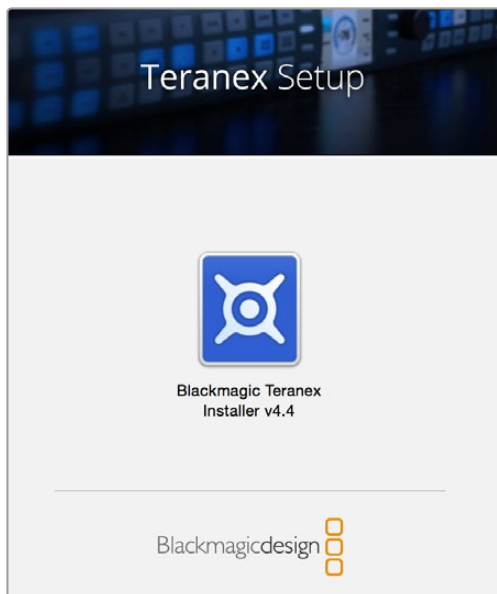 Teranex Setup
Blackmagic Teranex
Installer v4.4
Blackmagicdesign